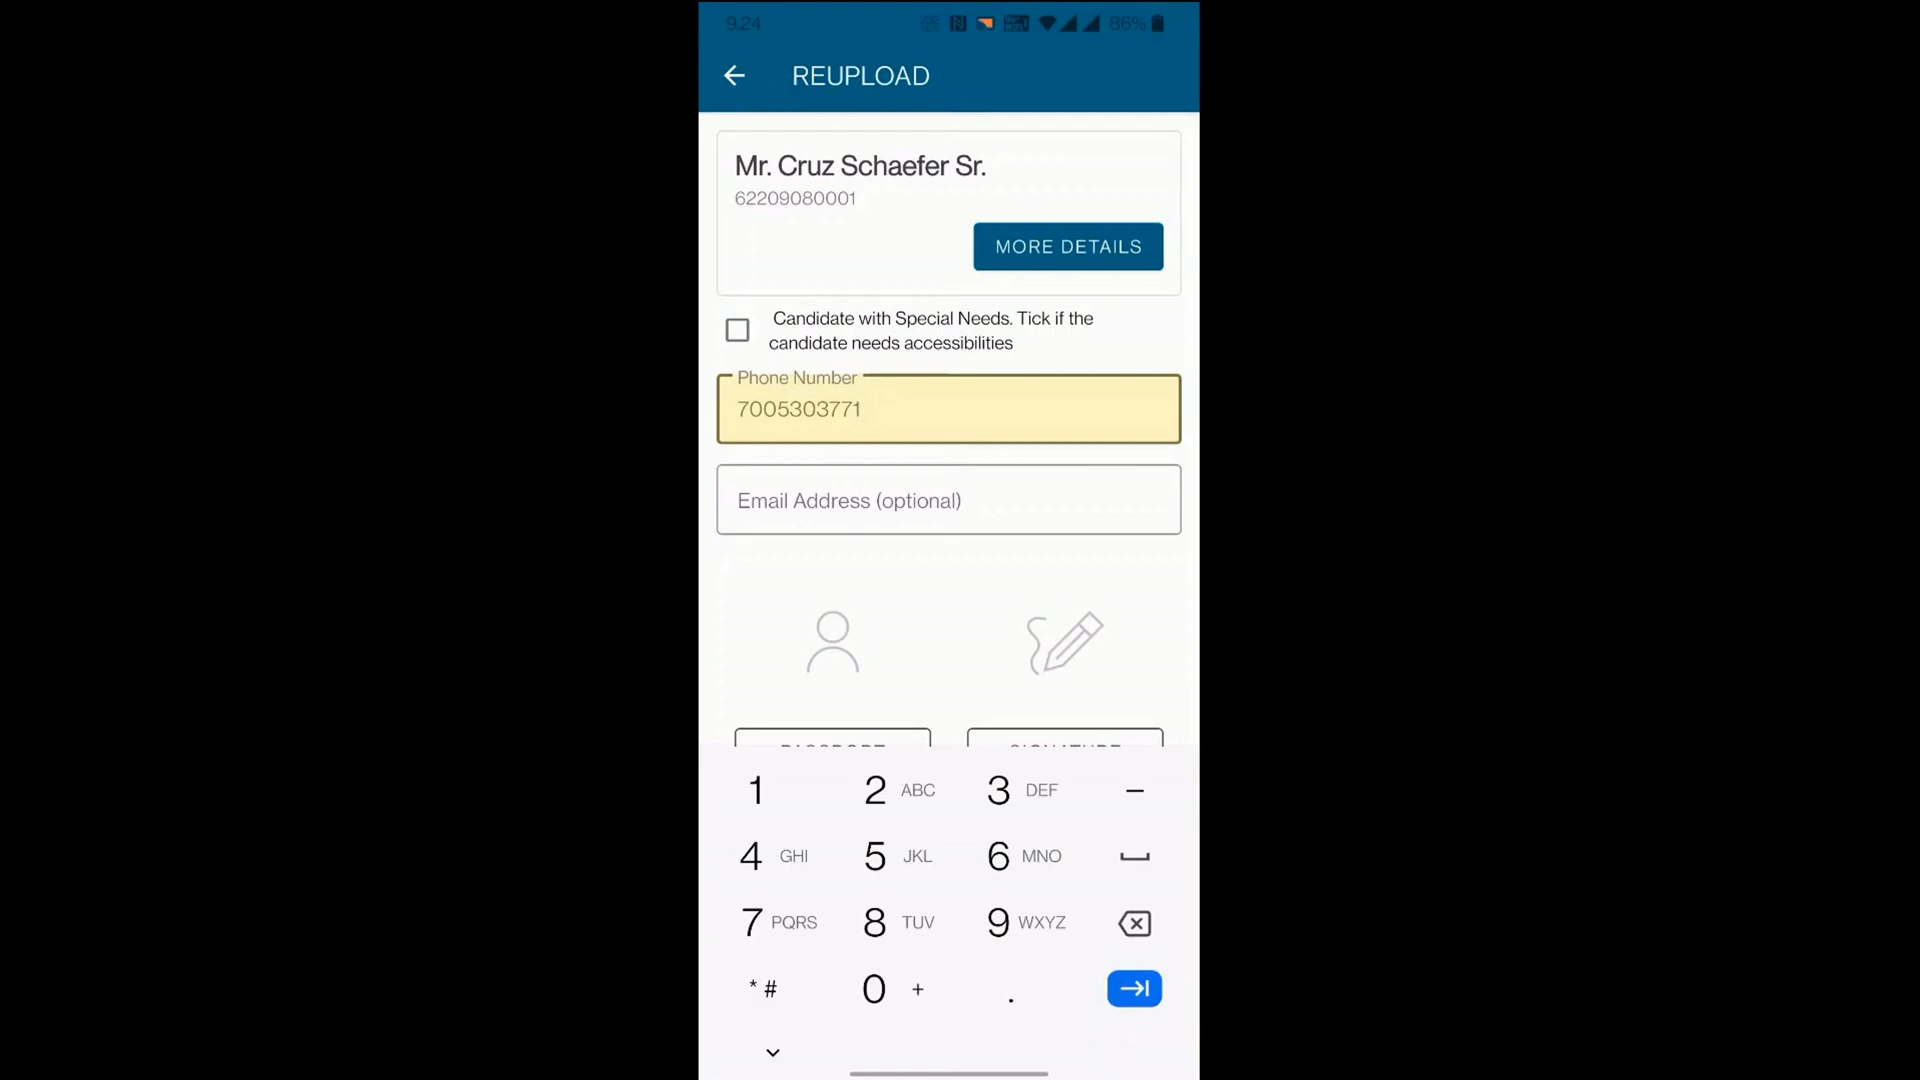 9.24
86%
REUPLOAD
Mr. Cruz Schaefer Sr.
62209080001
MORE DETAILS
Candidate with Special Needs. Tick if the
candidate needs accessibilities
Phone Number
7005303771
Email Address (optional)
1
2 ABC
3 DEF
4 GHI
5 JKL
6 MNO
7 PQRS
8 TUV
9 WXYZ
* #
0 +
.